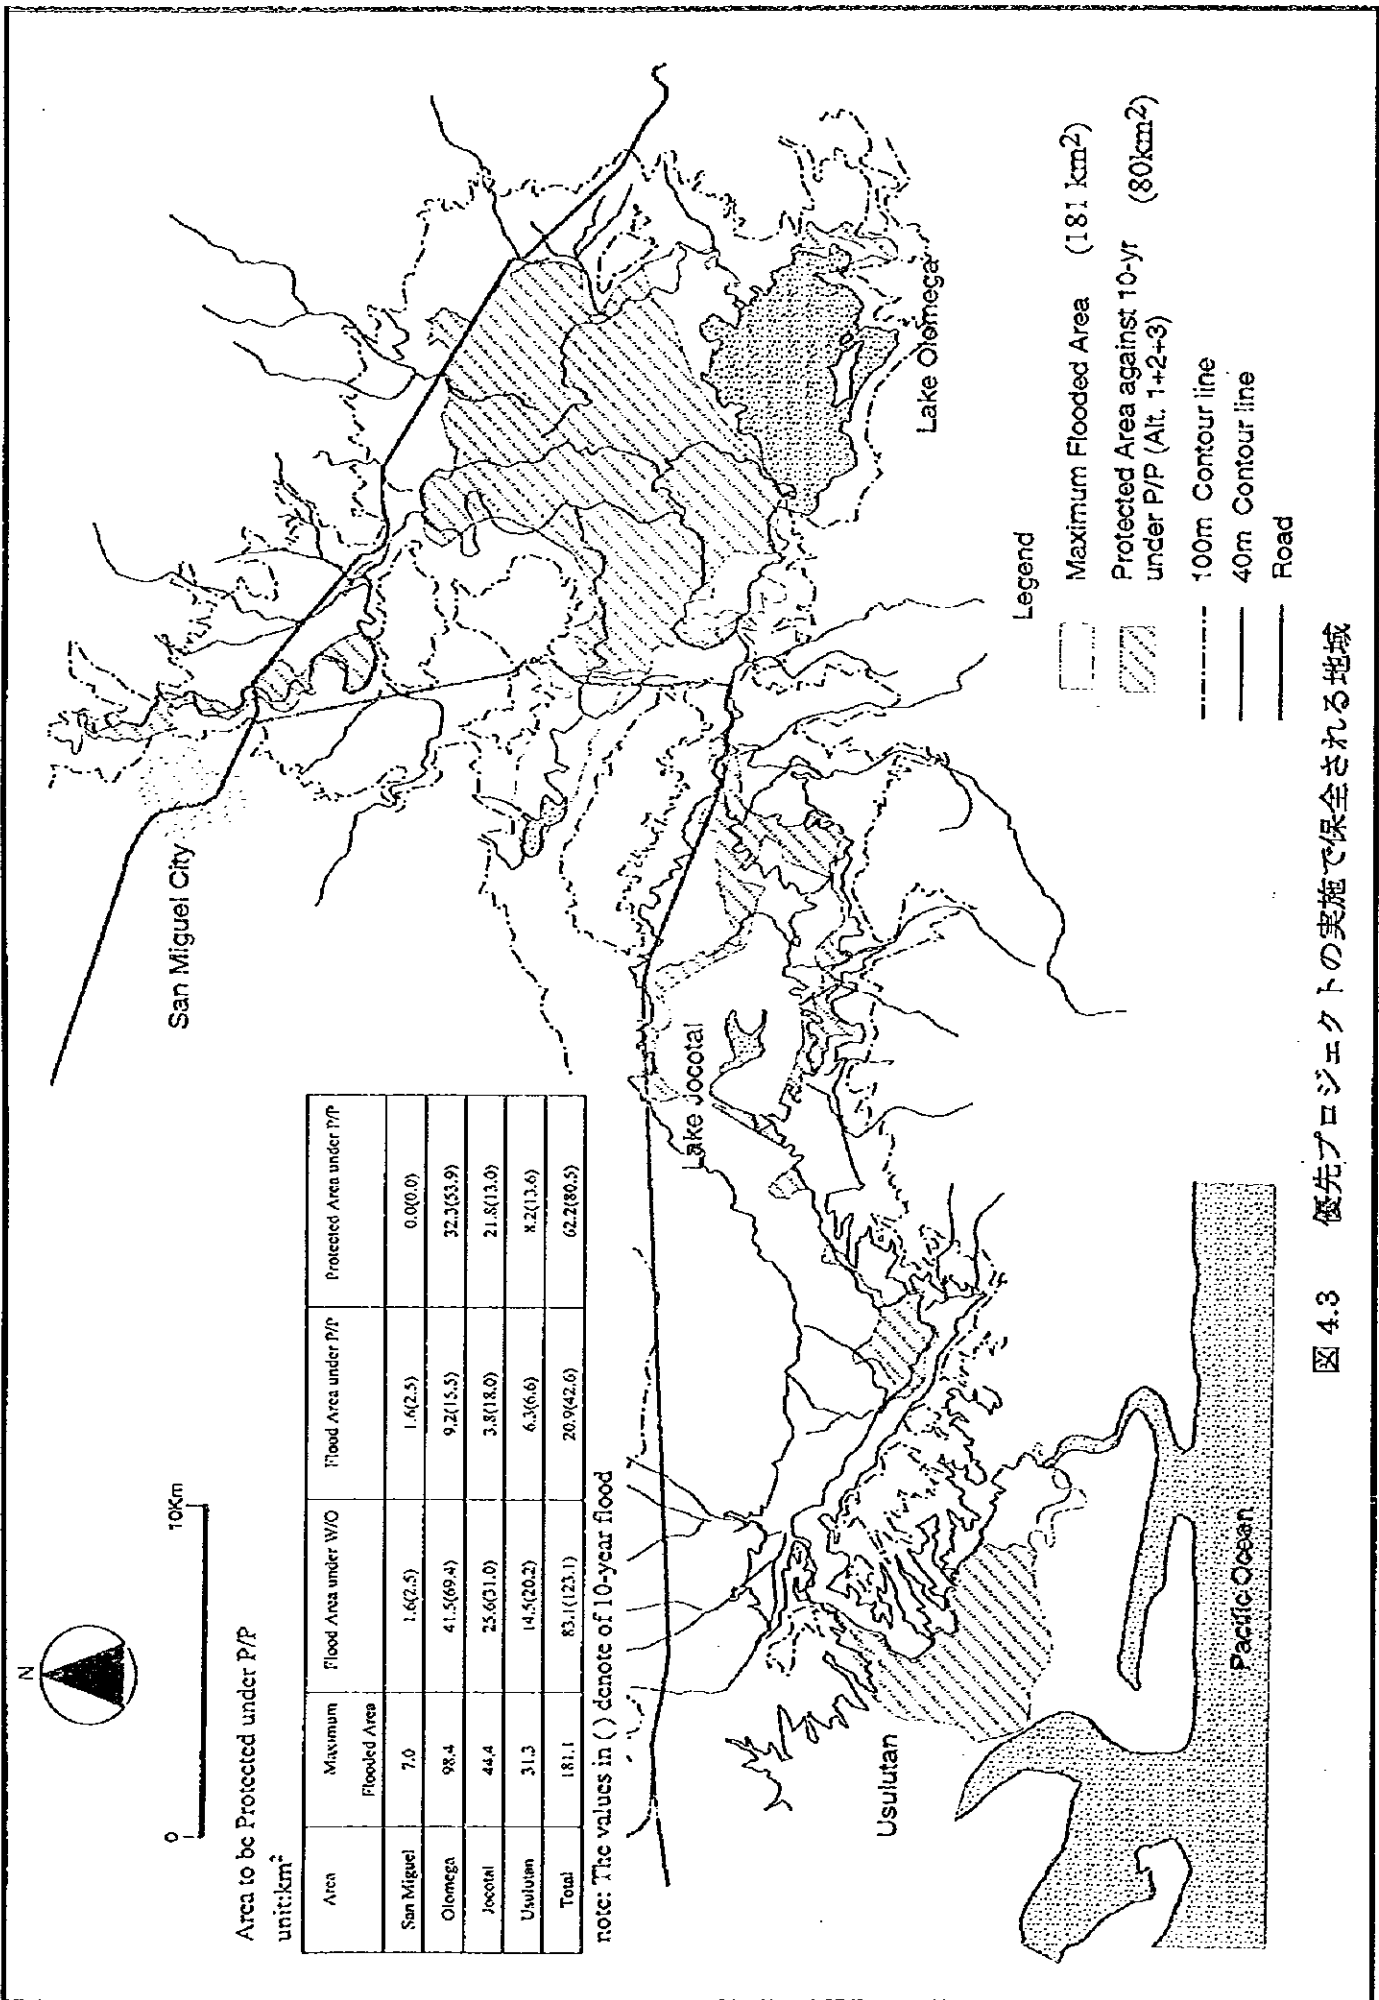 N
0 10Km
Area to be Protected under P/P
unit:km²
Area Maximum Flooded Area Flood Area under W/O Flood Area under P/P Protected Area under P/P
San Miguel 7.0 1.6(2.5) 1.6(2.5) 0.0(0.0)
Olomega 98.4 41.5(69.4) 9.2(15.5) 32.3(53.9)
Jocotal 44.4 25.6(31.0) 3.8(18.0) 21.8(13.0)
Usulutan 31.3 14.5(20.2) 6.3(6.6) 8.2(13.6)
Total 181.1 83.1(123.1) 20.9(42.6) 62.2(80.5)
note: The values in ( ) denote of 10-year flood
San Miguel City
Lake Jocotal
Lake Olomega
Usulutan
Pacific Ocean
Legend
Maximum Flooded Area (181 km²)
Protected Area against 10-yr
under P/P (Alt. 1+2-3) (80km²)
100m Contour line
40m Contour line
Road
図 4.3 優先プロジェクトの実施で保全される地域